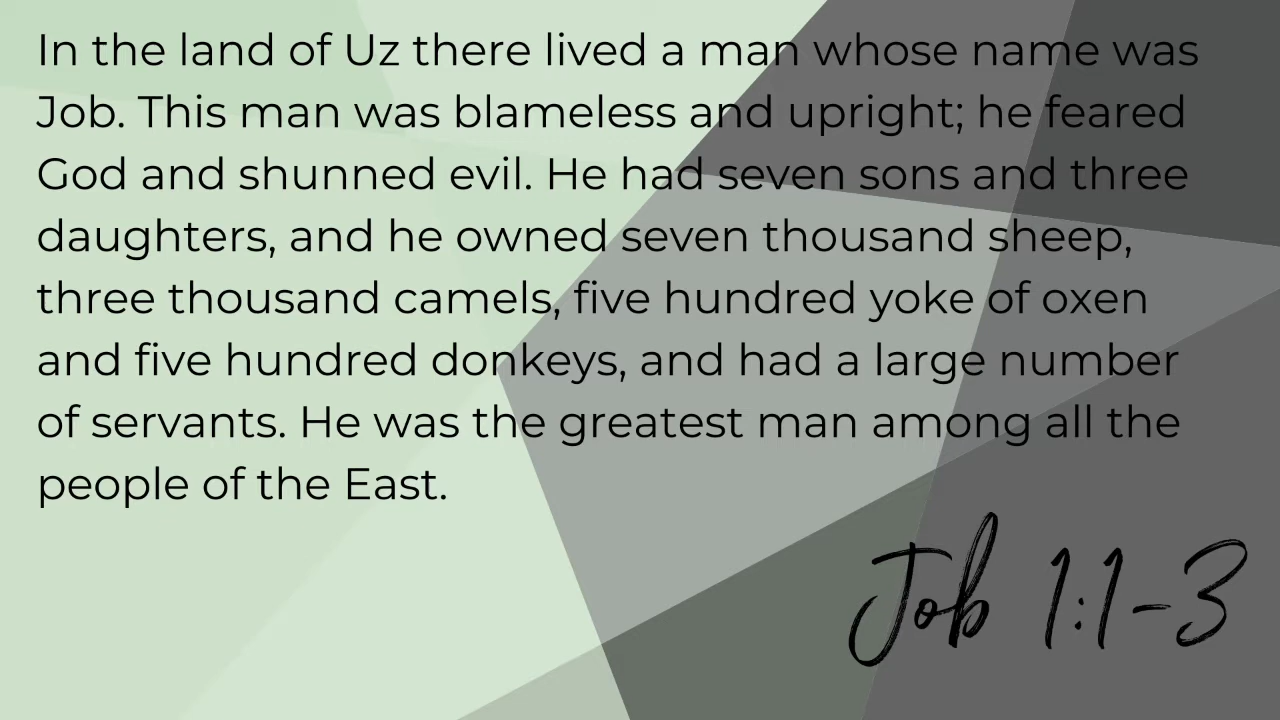 In the land of Uz there lived a man whose name was
Job. This man was blameless and upright; he feared
God and shunned evil. He had seven sons and three
daughters, and he owned seven thousand sheep,
three thousand camels, five hundred yoke of oxen
and five hundred donkeys, and had a large number
of servants. He was the greatest man among all the
people of the East.
Job 1:1-3